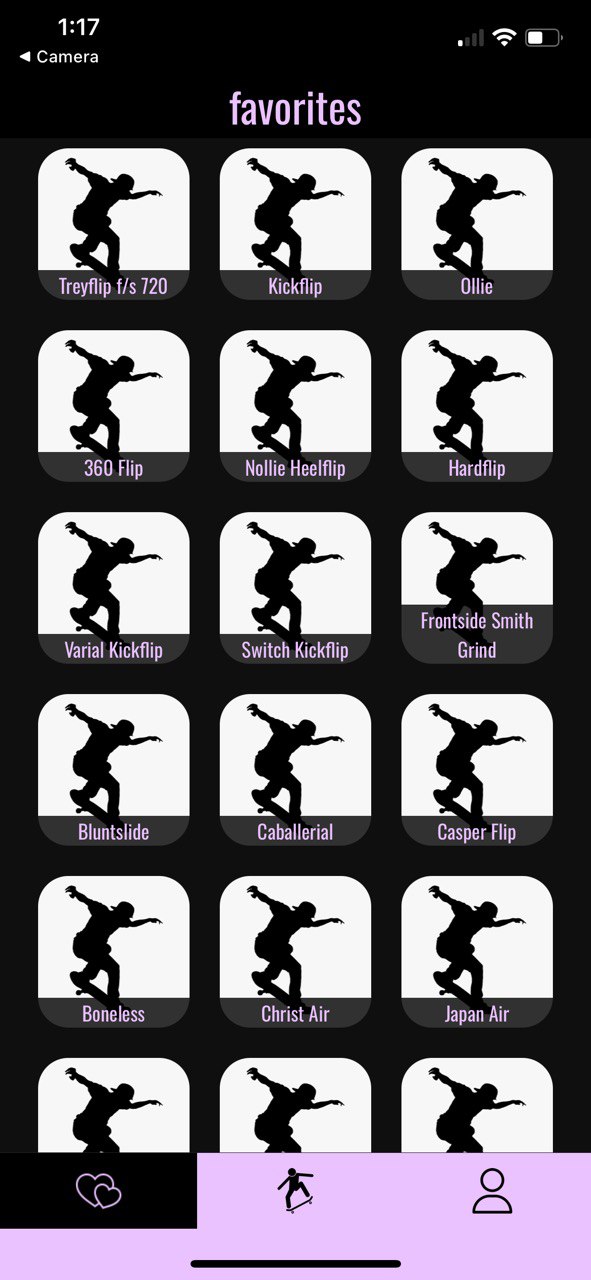 1:17
◀ Camera
favorites
Treyflip f/s 720
Kickflip
Ollie
360 Flip
Nollie Heelflip
Hardflip
Varial Kickflip
Switch Kickflip
Frontside Smith
Grind
Bluntslide
Caballerial
Casper Flip
Boneless
Christ Air
Japan Air